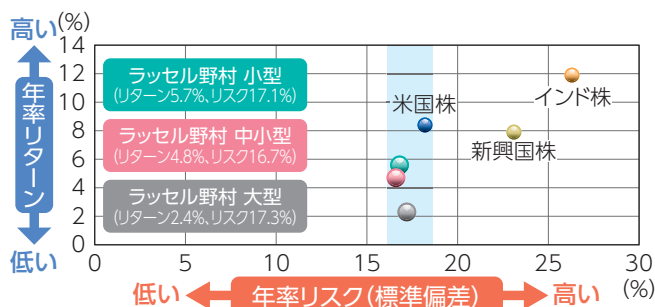 高い
(%)
14
12
10
8
6
4
2
0
年率リターン
低い
ラッセル野村 小型
(リターン5.7%、リスク17.1%)
ラッセル野村 中小型
(リターン4.8%、リスク16.7%)
ラッセル野村 大型
(リターン2.4%、リスク17.3%)
米国株
インド株
新興国株
0 5 10 15 20 25 30
(%)
低い 年率リスク(標準偏差) 高い